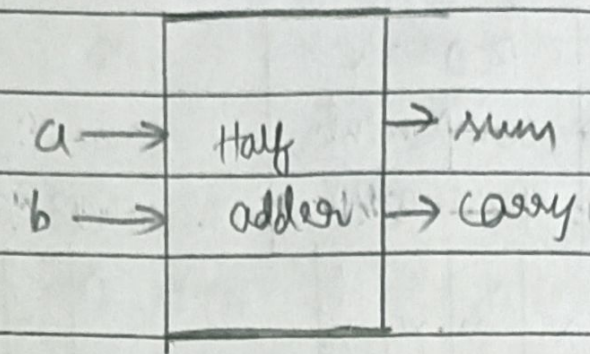 a → Half → sum
b → adder → carry